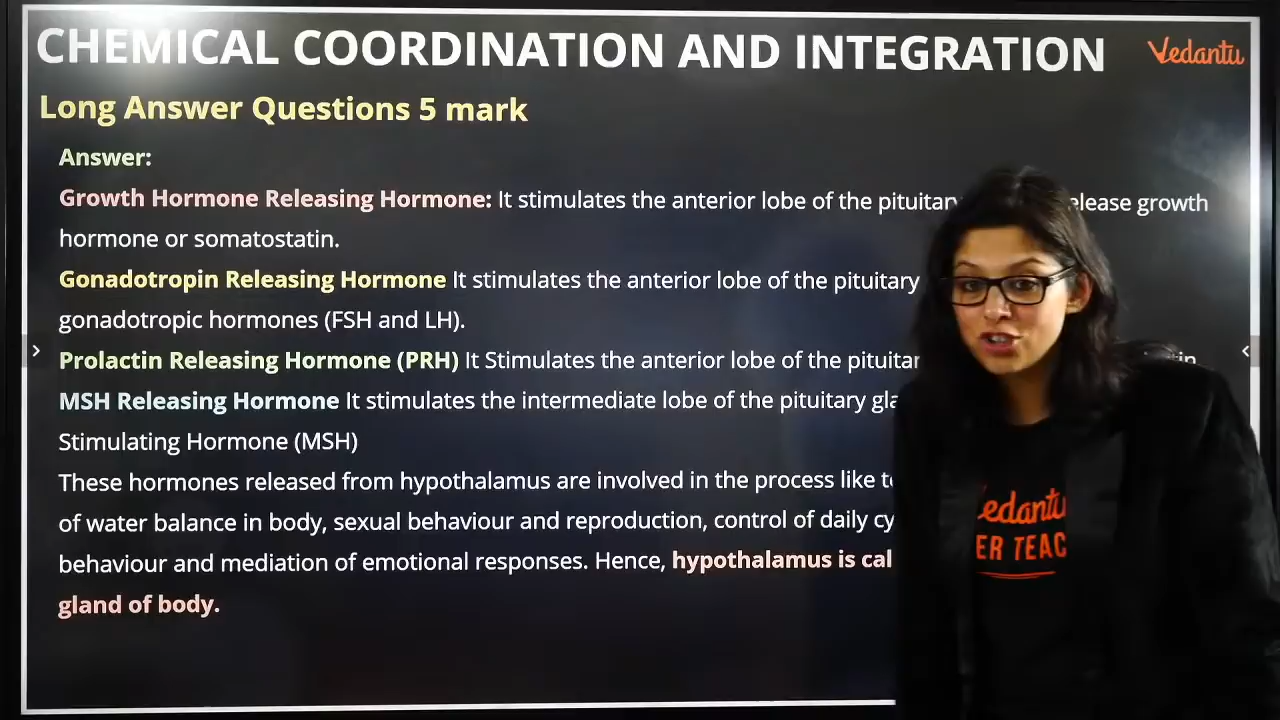 CHEMICAL COORDINATION AND INTEGRATION
Vedantu
Long Answer Questions 5 mark
Answer:
Growth Hormone Releasing Hormone: It stimulates the anterior lobe of the pituitary elease growth
hormone or somatostatin.
Gonadotropin Releasing Hormone It stimulates the anterior lobe of the pituitary
gonadotropic hormones (FSH and LH).
Prolactin Releasing Hormone (PRH) It Stimulates the anterior lobe of the pituitar
MSH Releasing Hormone It stimulates the intermediate lobe of the pituitary gla
Stimulating Hormone (MSH)
These hormones released from hypothalamus are involved in the process like te
of water balance in body, sexual behaviour and reproduction, control of daily cy
behaviour and mediation of emotional responses. Hence, hypothalamus is cal
gland of body.
edantu
ER TEAC